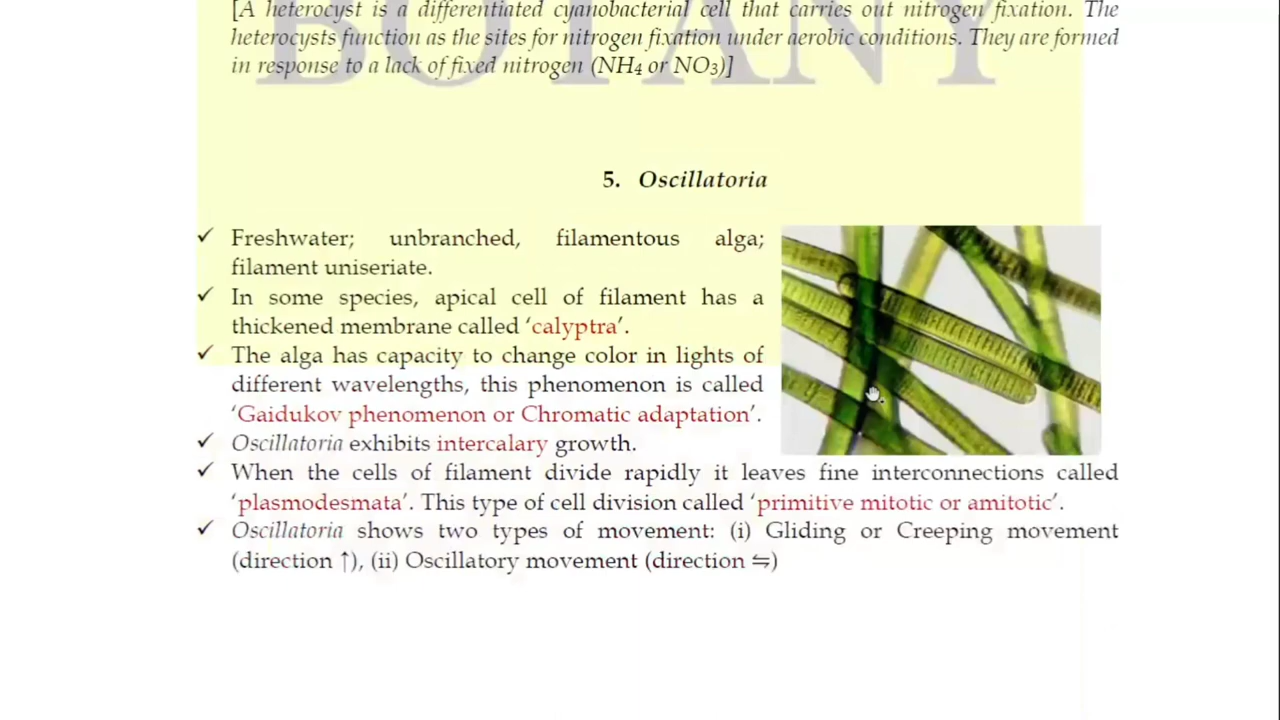 [A heterocyst is a differentiated cyanobacterial cell that carries out nitrogen fixation. The
heterocysts function as the sites for nitrogen fixation under aerobic conditions. They are formed
in response to a lack of fixed nitrogen (NH4 or NO3)]
BOTANY
5. Oscillatoria
✓ Freshwater; unbranched, filamentous alga;
filament uniseriate.
✓ In some species, apical cell of filament has a
thickened membrane called ‘calyptra’.
✓ The alga has capacity to change color in lights of
different wavelengths, this phenomenon is called
‘Gaidukov phenomenon or Chromatic adaptation’.
✓ Oscillatoria exhibits intercalary growth.
✓ When the cells of filament divide rapidly it leaves fine interconnections called
‘plasmodesmata’. This type of cell division called ‘primitive mitotic or amitotic’.
✓ Oscillatoria shows two types of movement: (i) Gliding or Creeping movement
(direction ↑), (ii) Oscillatory movement (direction ⇋)